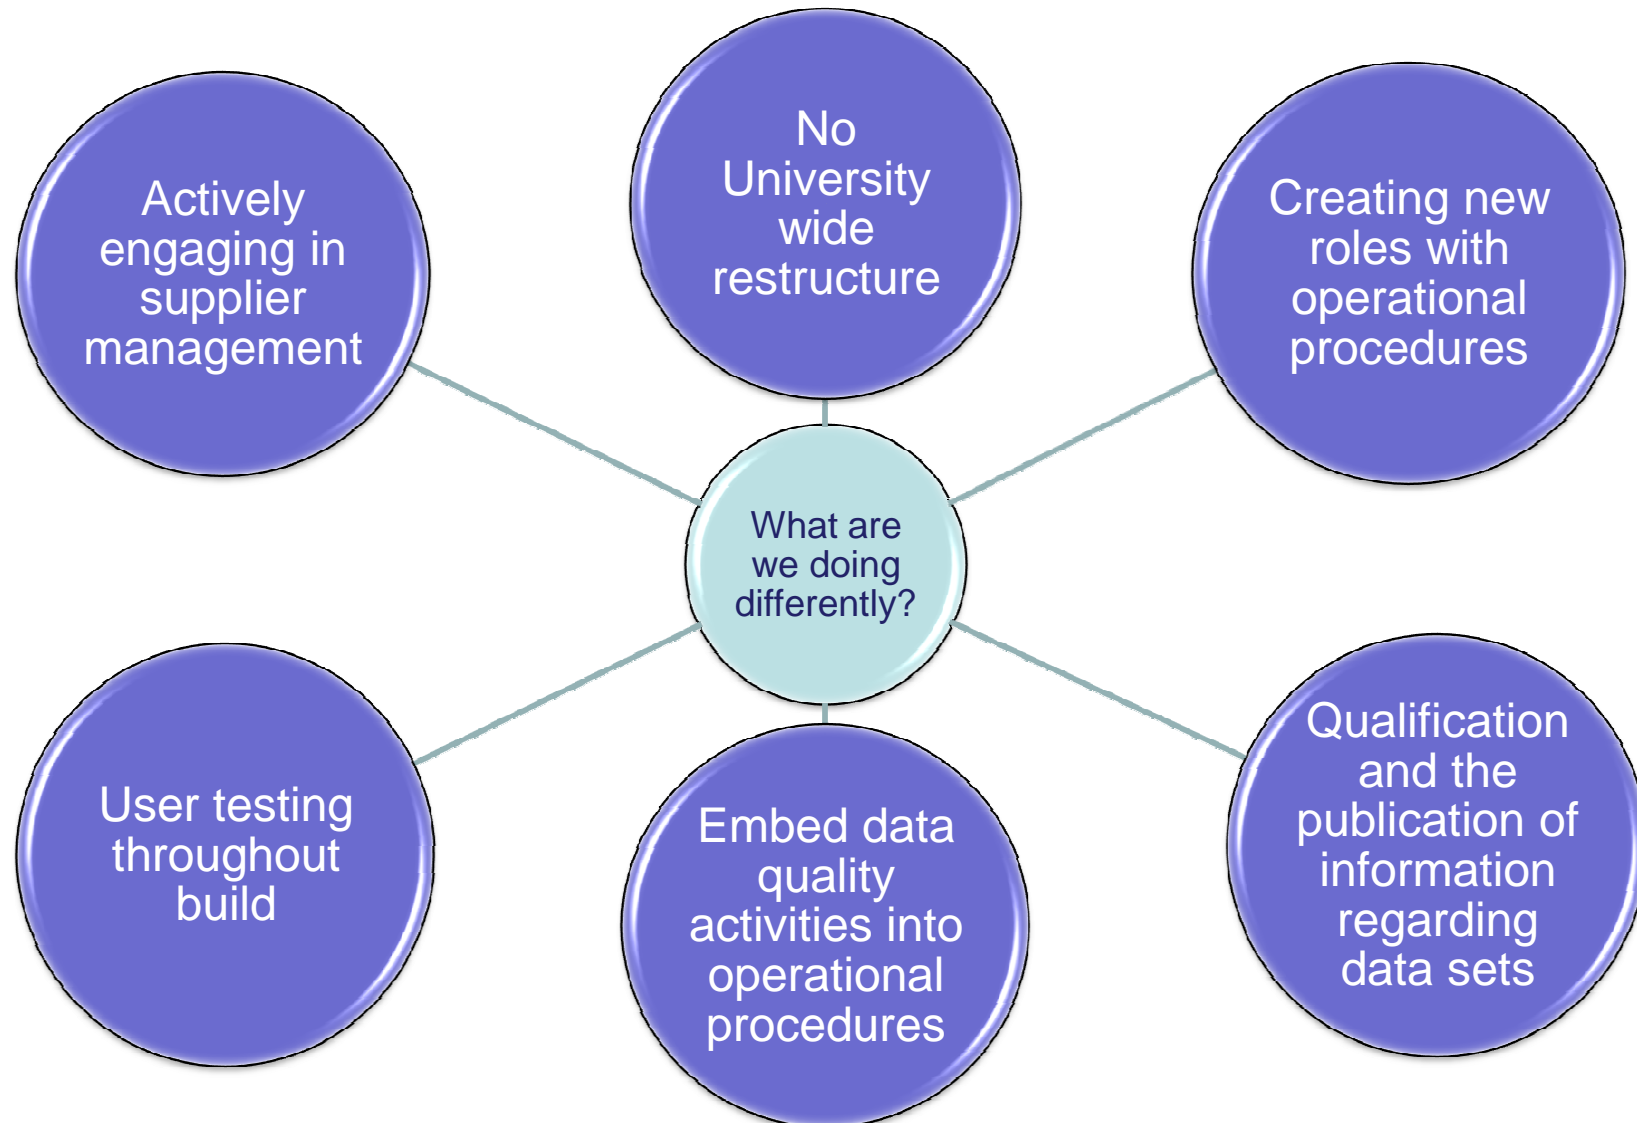 No
University
wide
restructure
Actively
engaging in
supplier
management
Creating new
roles with
operational
procedures
What are
we doing
differently?
User testing
throughout
build
Embed data
quality
activities into
operational
procedures
Qualification
and the
publication of
information
regarding
data sets